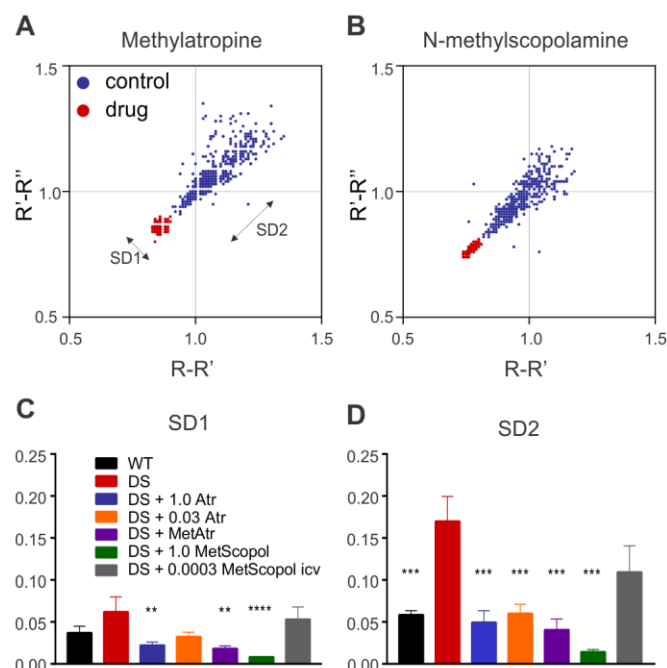 A
Methylatropine
B
N-methylscopolamine
1.5
control
drug
R'-R"
1.0
SD2
SD1
0.5
0.5
1.0
1.5
R-R'
1.5
R'-R"
1.0
0.5
0.5
1.0
1.5
R-R'
C
SD1
0.25
0.20
0.15
0.10
0.05
0.00
WT
DS
DS + 1.0 Atr
DS + 0.03 Atr
DS + MetAtr
DS + 1.0 MetScopol
DS + 0.0003 MetScopol icv
**
**
****
D
SD2
0.25
0.20
0.15
0.10
0.05
0.00
***
***
***
***
***